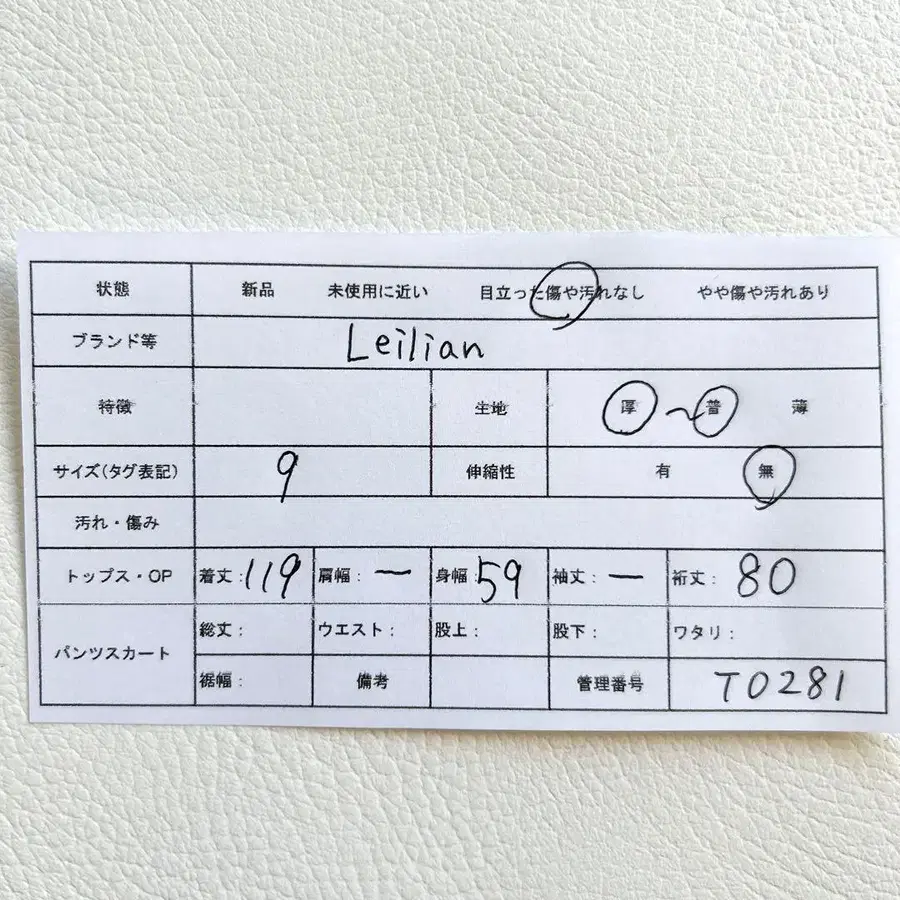 状態 新品 未使用に近い 目立った傷や汚れなし やや傷や汚れあり
ブランド等 Leilian
特徴 生地 厚 〜 普 薄
サイズ(タグ表記) 9 伸縮性 有 無
汚れ・傷み
トップス・OP 着丈:119 肩幅:ー 身幅:59 袖丈:ー 裄丈:80
パンツスカート 総丈: ウエスト: 股上: 股下: ワタリ:
裾幅: 備考 管理番号 T0281